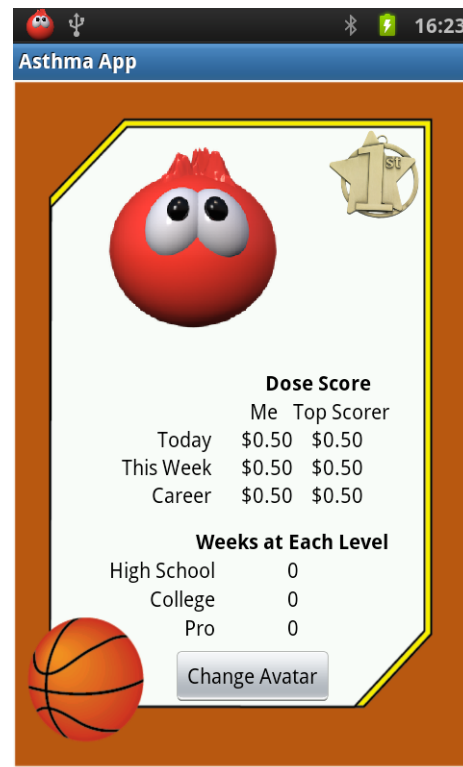 16:23
Asthma App
1st
Dose Score
Me Top Scorer
Today $0.50 $0.50
This Week $0.50 $0.50
Career $0.50 $0.50
Weeks at Each Level
High School 0
College 0
Pro 0
Change Avatar